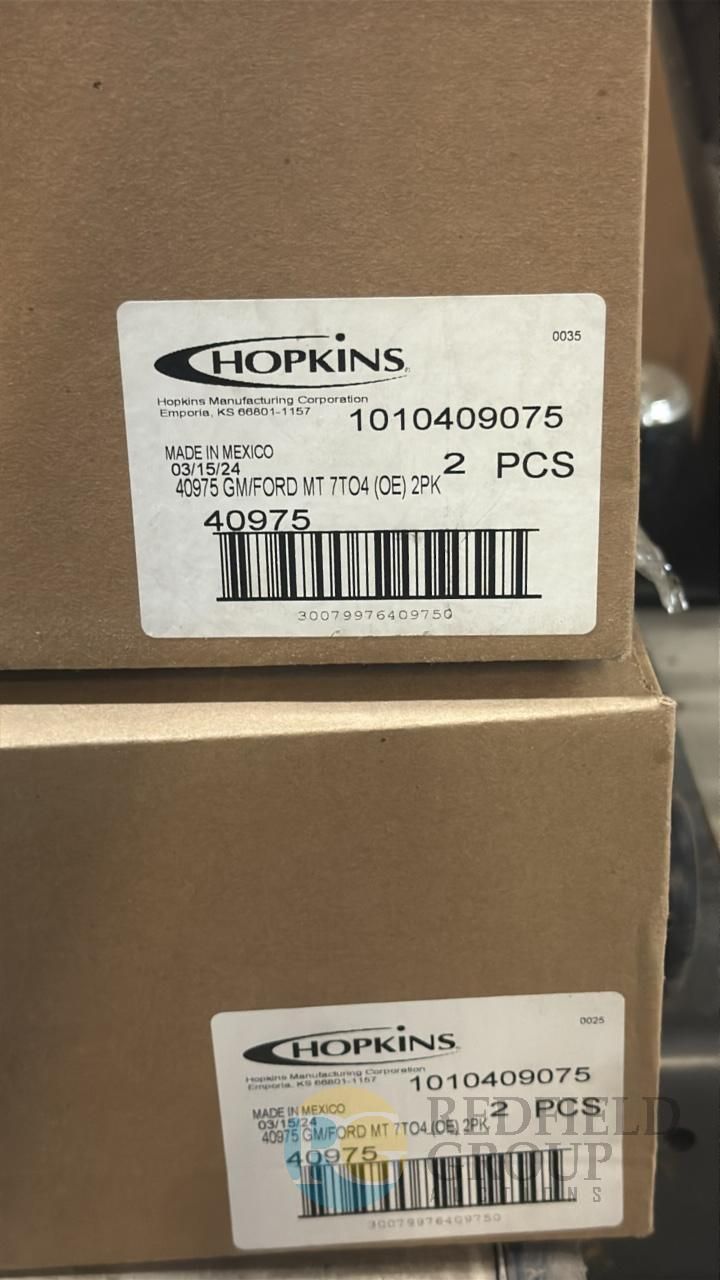 0035
HOPKINS®
Hopkins Manufacturing Corporation
Emporia, KS 66801-1157
1010409075
MADE IN MEXICO
03/15/24
2 PCS
40975 GM/FORD MT 7TO4 (OE) 2PK
40975
30079976409750
0025
HOPKINS
Hopkins Manufacturing Corporation
Emporia, KS 66801-1157
1010409075
MADE IN MEXICO
03/15/24
2 PCS
40975 GM/FORD MT 7TO4 (OE) 2PK
40975
30079976409750
REDFIELD
GROUP
AUCTIONS